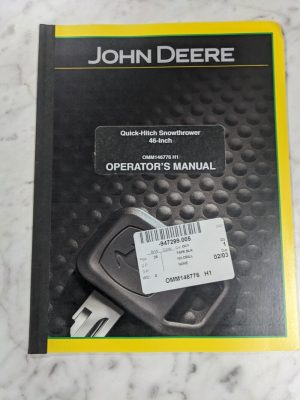 JOHN DEERE
Quick-Hitch Snowthrower
46-Inch
OMM146776 H1
OPERATOR'S MANUAL
-947299.005
02/03
OMM146776 H1